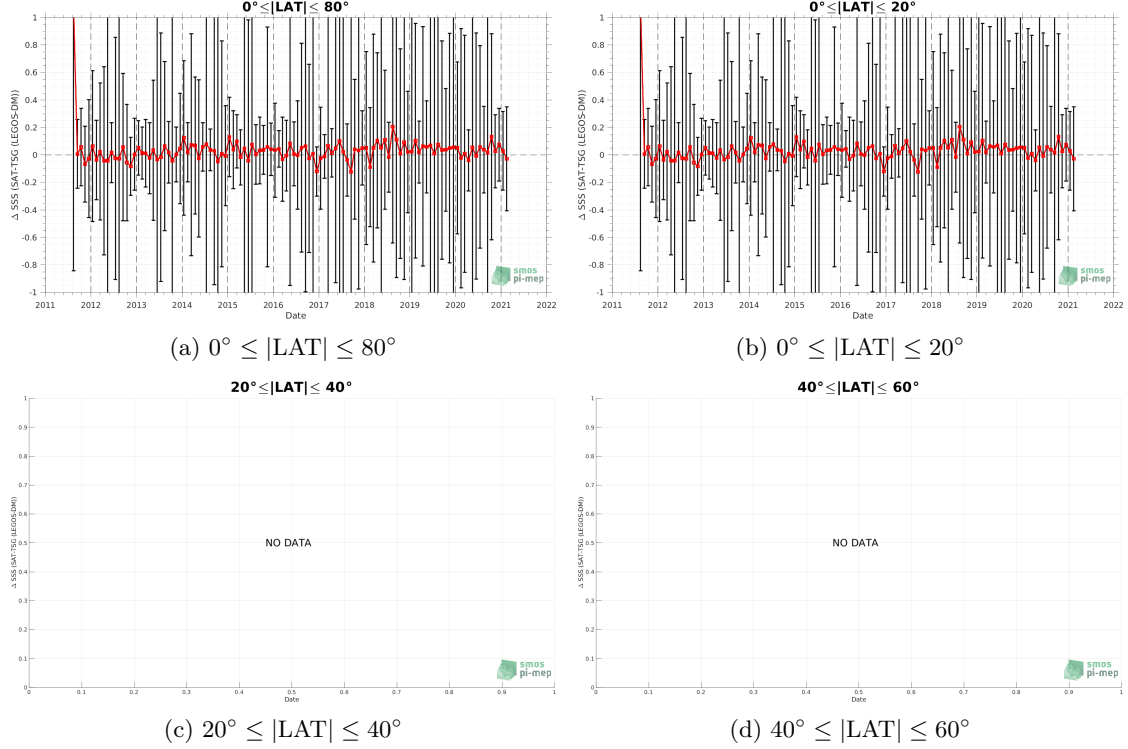 0°≤|LAT|≤ 80°
1
0.8
0.6
0.4
0.2
0
-0.2
-0.4
-0.6
-0.8
-1
Δ SSS (SAT-TSG (LEGOS-DM))
2011 2012 2013 2014 2015 2016 2017 2018 2019 2020 2021 2022
Date
smos
pi-mep
(a) 0° ≤ |LAT| ≤ 80°
0°≤|LAT|≤ 20°
1
0.8
0.6
0.4
0.2
0
-0.2
-0.4
-0.6
-0.8
-1
Δ SSS (SAT-TSG (LEGOS-DM))
2011 2012 2013 2014 2015 2016 2017 2018 2019 2020 2021 2022
Date
smos
pi-mep
(b) 0° ≤ |LAT| ≤ 20°
20°≤|LAT|≤ 40°
1
0.9
0.8
0.7
0.6
0.5
0.4
0.3
0.2
0.1
0
Δ SSS (SAT-TSG (LEGOS-DM))
NO DATA
0 0.1 0.2 0.3 0.4 0.5 0.6 0.7 0.8 0.9 1
Date
smos
pi-mep
(c) 20° ≤ |LAT| ≤ 40°
40°≤|LAT|≤ 60°
1
0.9
0.8
0.7
0.6
0.5
0.4
0.3
0.2
0.1
0
Δ SSS (SAT-TSG (LEGOS-DM))
NO DATA
0 0.1 0.2 0.3 0.4 0.5 0.6 0.7 0.8 0.9 1
Date
smos
pi-mep
(d) 40° ≤ |LAT| ≤ 60°